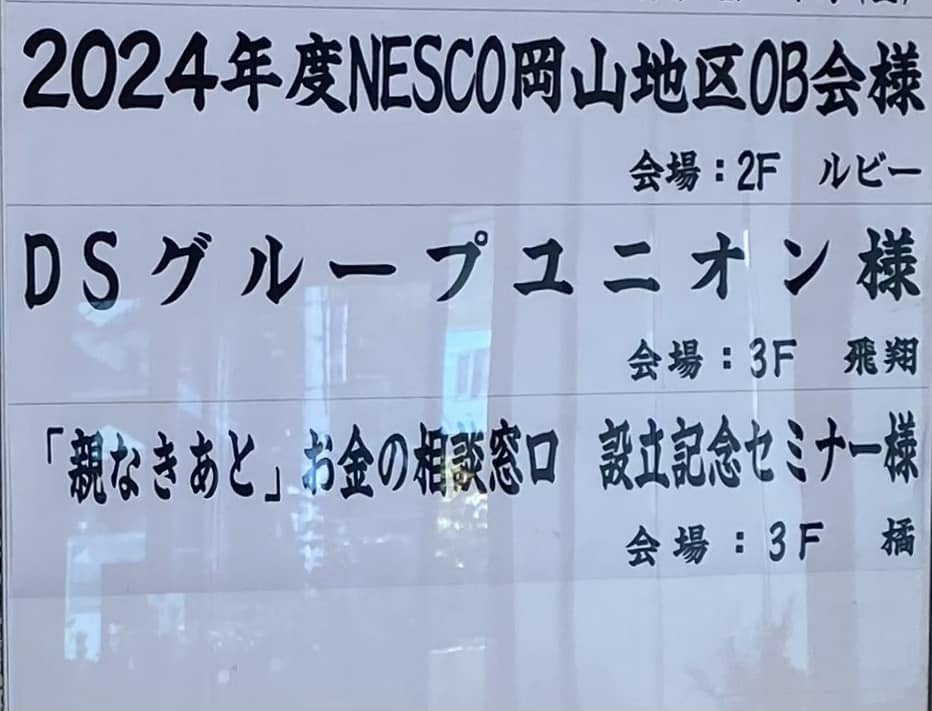 2024年度NESCO岡山地区OB会様
会場：2F　ルビー
DSグループユニオン様
会場：3F　飛翔
「親なきあと」お金の相談窓口　設立記念セミナー様
会場：3F　橘